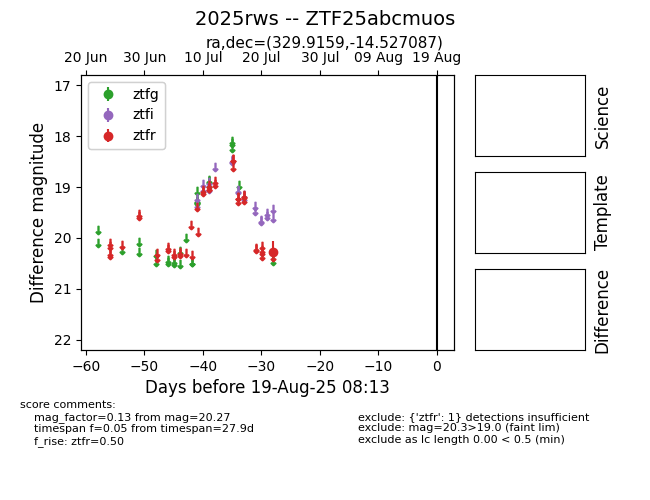 2025rws -- ZTF25abcmuos
ra,dec=(329.9159,-14.527087)
20 Jun 30 Jun 10 Jul 20 Jul 30 Jul 09 Aug 19 Aug
ztfg
ztfi
ztfr
17
18
19
20
21
22
Difference magnitude
−60 −50 −40 −30 −20 −10 0
Days before 19-Aug-25 08:13
Science
Template
Difference
score comments:
mag_factor=0.13 from mag=20.27
timespan f=0.05 from timespan=27.9d
f_rise: ztfr=0.50
exclude: {'ztfr': 1} detections insufficient
exclude: mag=20.3>19.0 (faint lim)
exclude as lc length 0.00 < 0.5 (min)